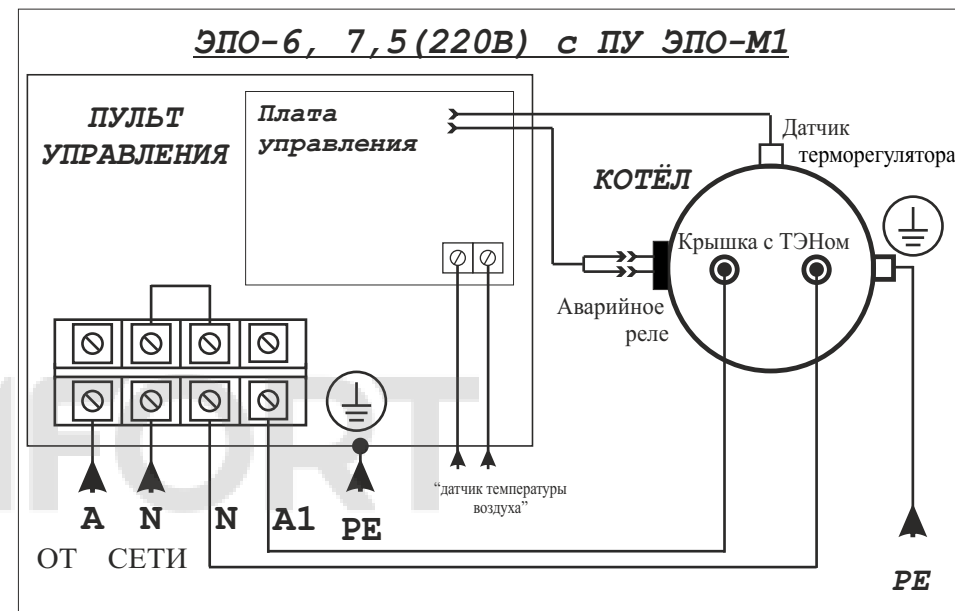 ЭПО-6, 7,5(220В) с ПУ ЭПО-М1
ПУЛЬТ
УПРАВЛЕНИЯ
Плата
управления
Датчик
терморегулятора
КОТЁЛ
Крышка с ТЭНом
Аварийное
реле
"датчик температуры
воздуха"
A N N A1 PE
ОТ СЕТИ
PE